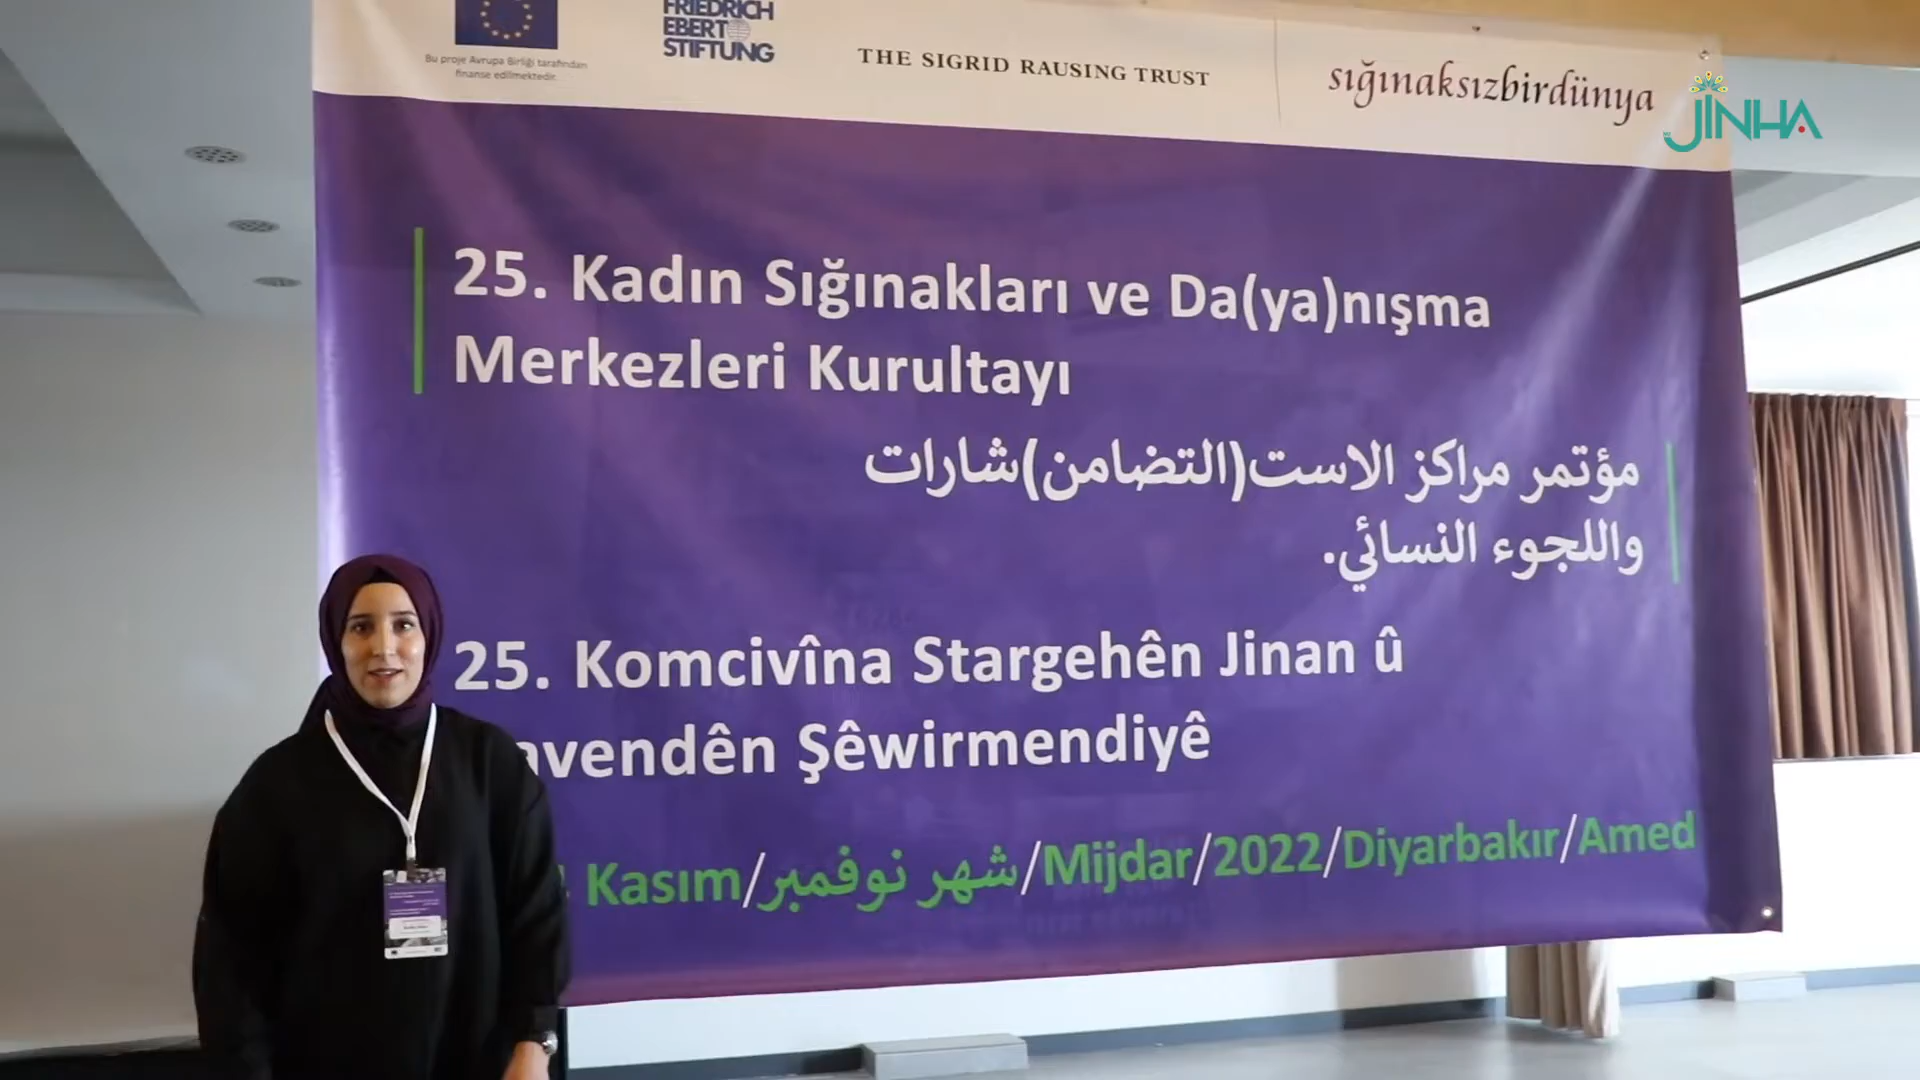 Bu proje Avrupa Birliği tarafından
finanse edilmektedir.
FRIEDRICH
EBERT
STIFTUNG
THE SIGRID RAUSING TRUST
sığınaksızbirdünya
JINHA
25. Kadın Sığınakları ve Da(ya)nışma
Merkezleri Kurultayı
مؤتمر مراكز الاست(التضامن)شارات
واللجوء النسائي.
25. Komcivîna Stargehên Jinan û
avendên Şêwirmendiyê
Kasım/شهر نوفمبر/Mijdar/2022/Diyarbakır/Amed